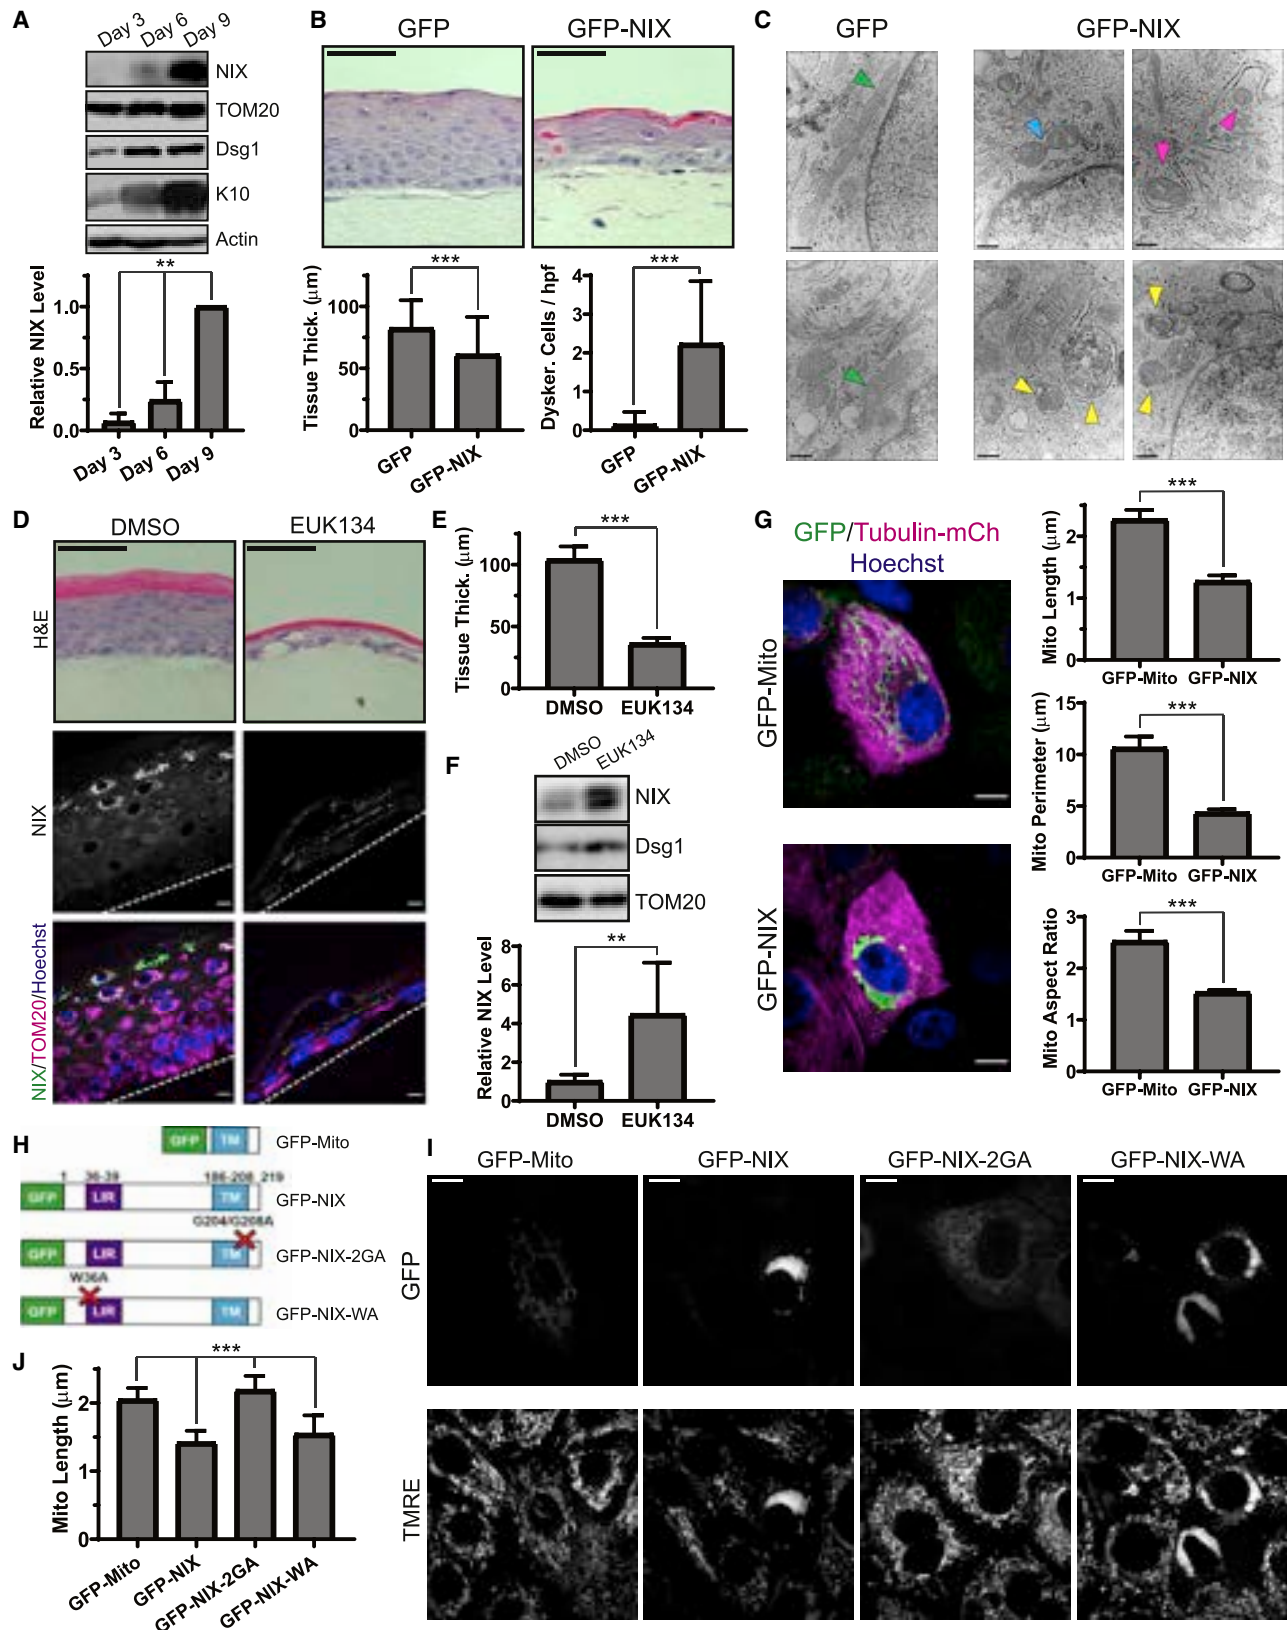 A
Day 3
Day 6
Day 9
NIX
TOM20
Dsg1
K10
Actin
Relative NIX Level
1.0
0.5
0.0
Day 3
Day 6
Day 9
**
B
GFP
GFP-NIX
Tissue Thick. (μm)
100
50
0
GFP
GFP-NIX
***
Dysker. Cells / hpf
4
3
2
1
0
GFP
GFP-NIX
***
C
GFP
GFP-NIX
D
DMSO
EUK134
H&E
NIX
NIX/TOM20/Hoechst
E
Tissue Thick. (μm)
100
50
0
DMSO
EUK134
***
F
DMSO
EUK134
NIX
Dsg1
TOM20
Relative NIX Level
8
6
4
2
0
DMSO
EUK134
**
G
GFP/Tubulin-mCh
Hoechst
GFP-Mito
GFP-NIX
Mito Length (μm)
2
1
0
GFP-Mito
GFP-NIX
***
Mito Perimeter (μm)
15
10
5
0
GFP-Mito
GFP-NIX
***
Mito Aspect Ratio
3
2
1
0
GFP-Mito
GFP-NIX
***
H
GFP
TM
GFP-Mito
1
36-39
186-208
219
GFP
LIR
TM
GFP-NIX
G204/G208A
GFP
LIR
TM
GFP-NIX-2GA
W36A
GFP
LIR
TM
GFP-NIX-WA
I
GFP-Mito
GFP-NIX
GFP-NIX-2GA
GFP-NIX-WA
GFP
TMRE
J
Mito Length (μm)
2
1
0
GFP-Mito
GFP-NIX
GFP-NIX-2GA
GFP-NIX-WA
***